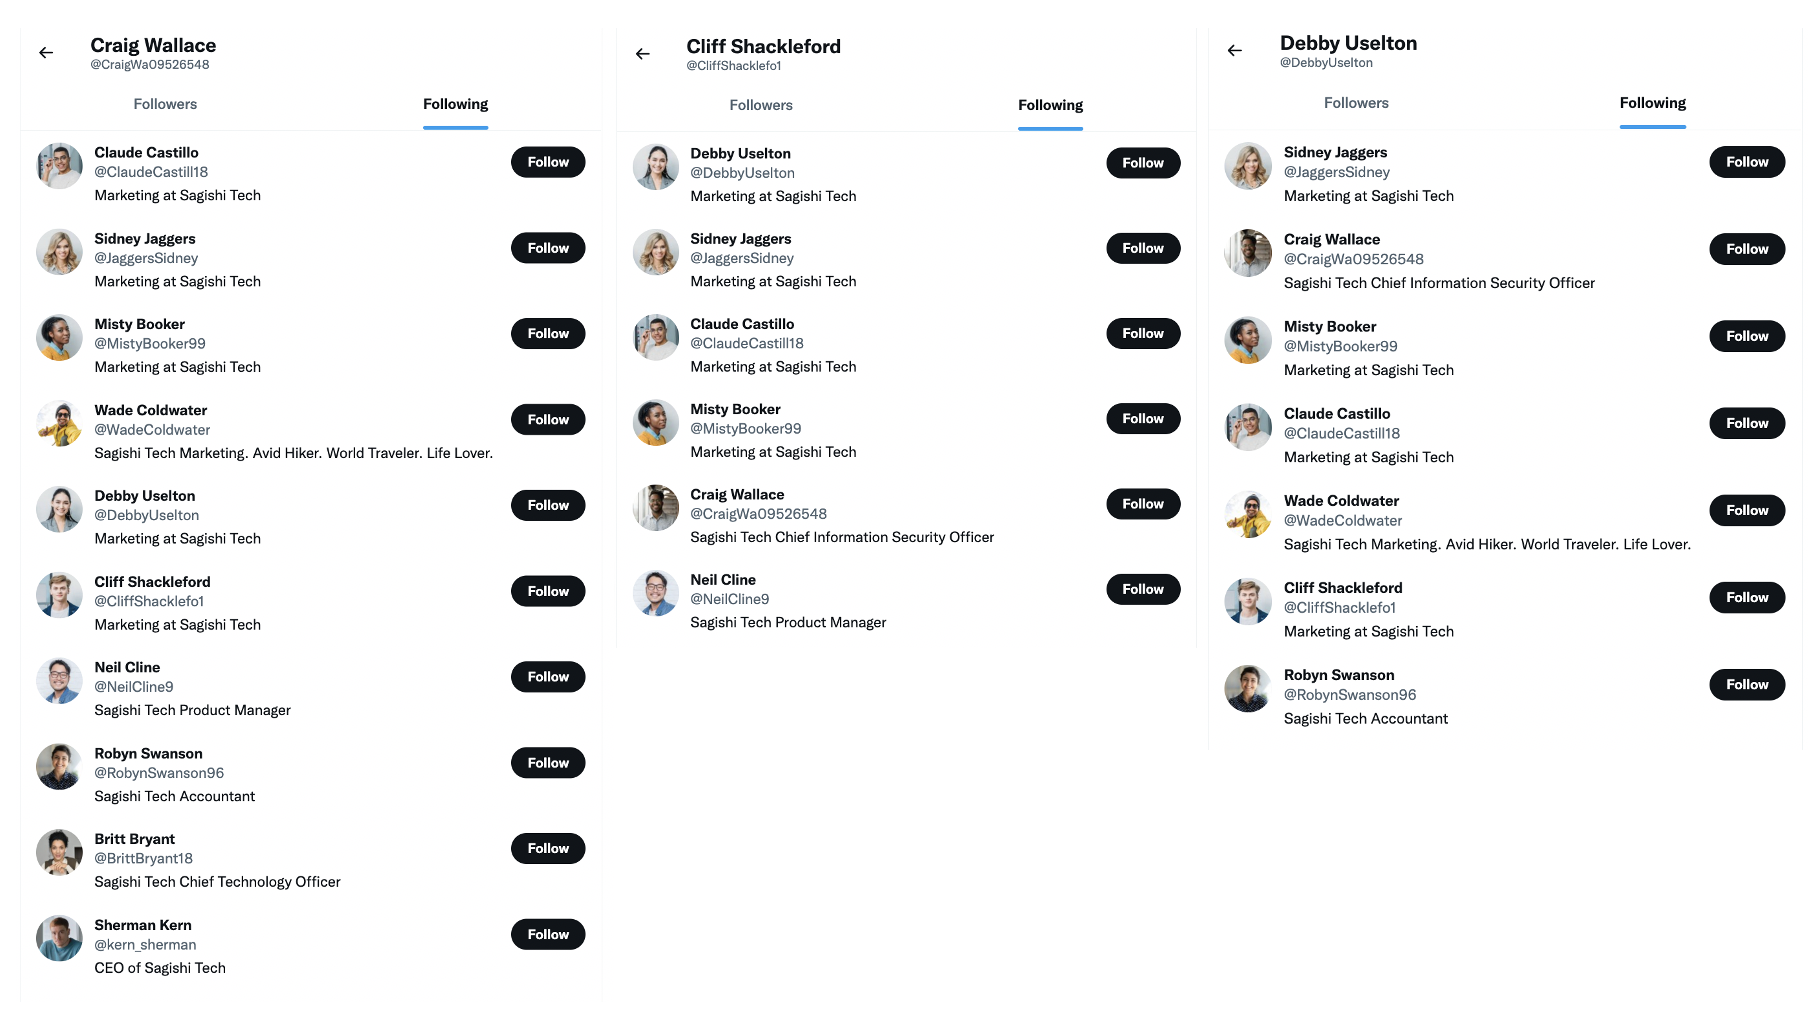 Craig Wallace
@CraigWa09526548
Followers
Following
Claude Castillo
@ClaudeCastill18
Marketing at Sagishi Tech
Follow
Sidney Jaggers
@JaggersSidney
Marketing at Sagishi Tech
Follow
Misty Booker
@MistyBooker99
Marketing at Sagishi Tech
Follow
Wade Coldwater
@WadeColdwater
Sagishi Tech Marketing. Avid Hiker. World Traveler. Life Lover.
Follow
Debby Uselton
@DebbyUselton
Marketing at Sagishi Tech
Follow
Cliff Shackleford
@CliffShacklefo1
Marketing at Sagishi Tech
Follow
Neil Cline
@NeilCline9
Sagishi Tech Product Manager
Follow
Robyn Swanson
@RobynSwanson96
Sagishi Tech Accountant
Follow
Britt Bryant
@BrittBryant18
Sagishi Tech Chief Technology Officer
Follow
Sherman Kern
@kern_sherman
CEO of Sagishi Tech
Follow
Cliff Shackleford
@CliffShacklefo1
Followers
Following
Debby Uselton
@DebbyUselton
Marketing at Sagishi Tech
Follow
Sidney Jaggers
@JaggersSidney
Marketing at Sagishi Tech
Follow
Claude Castillo
@ClaudeCastill18
Marketing at Sagishi Tech
Follow
Misty Booker
@MistyBooker99
Marketing at Sagishi Tech
Follow
Craig Wallace
@CraigWa09526548
Sagishi Tech Chief Information Security Officer
Follow
Neil Cline
@NeilCline9
Sagishi Tech Product Manager
Follow
Debby Uselton
@DebbyUselton
Followers
Following
Sidney Jaggers
@JaggersSidney
Marketing at Sagishi Tech
Follow
Craig Wallace
@CraigWa09526548
Sagishi Tech Chief Information Security Officer
Follow
Misty Booker
@MistyBooker99
Marketing at Sagishi Tech
Follow
Claude Castillo
@ClaudeCastill18
Marketing at Sagishi Tech
Follow
Wade Coldwater
@WadeColdwater
Sagishi Tech Marketing. Avid Hiker. World Traveler. Life Lover.
Follow
Cliff Shackleford
@CliffShacklefo1
Marketing at Sagishi Tech
Follow
Robyn Swanson
@RobynSwanson96
Sagishi Tech Accountant
Follow